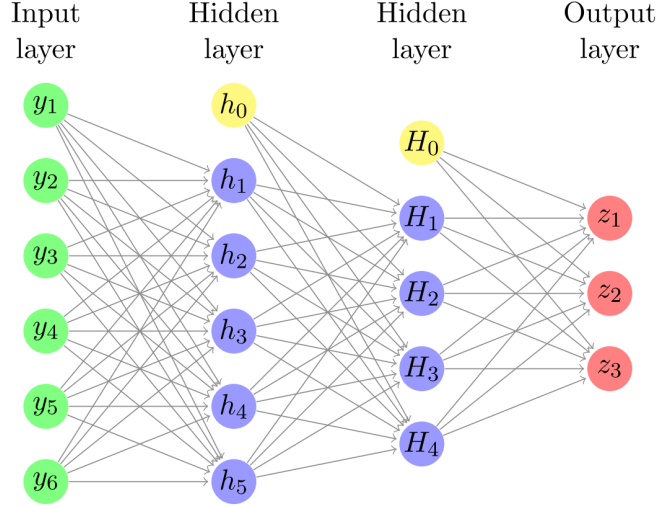 Input layer
Hidden layer
Hidden layer
Output layer
y1
y2
y3
y4
y5
y6
h0
h1
h2
h3
h4
h5
H0
H1
H2
H3
H4
z1
z2
z3